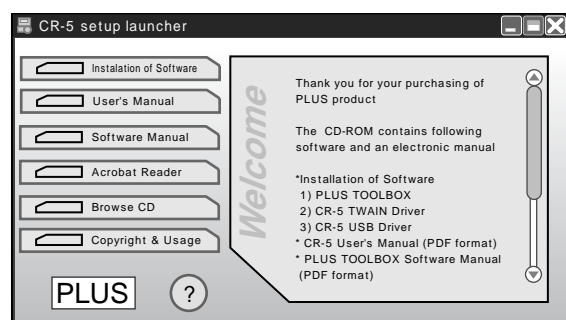 CR-5 setup launcher
Instalation of Software
User's Manual
Software Manual
Acrobat Reader
Browse CD
Copyright & Usage
PLUS
?
Welcome
Thank you for your purchasing of
PLUS product
The CD-ROM contains following
software and an electronic manual
*Installation of Software
1) PLUS TOOLBOX
2) CR-5 TWAIN Driver
3) CR-5 USB Driver
* CR-5 User's Manual (PDF format)
* PLUS TOOLBOX Software Manual
(PDF format)